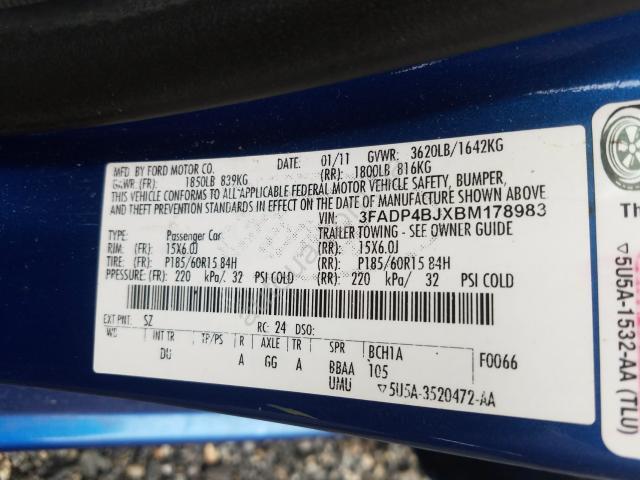 MFD BY FORD MOTOR CO. DATE: 01/11 GVWR: 3620LB/1642KG
GAWR: (FR): 1850LB 839KG (RR): 1800LB 816KG
THIS VEHICLE CONFORMS TO ALL APPLICABLE FEDERAL MOTOR VEHICLE SAFETY, BUMPER,
AND THEFT PREVENTION STANDARDS IN EFFECT ON THE DATE OF MANUFACTURE SHOWN ABOVE.
VIN: 3FADP4BJXBM178983
TYPE: Passenger Car TRAILER TOWING - SEE OWNER GUIDE
RIM: (FR): 15X6.0J (RR): 15X6.0J
TIRE: (FR): P185/60R15 84H (RR): P185/60R15 84H
PRESSURE: (FR): 220 kPa/ 32 PSI COLD (RR): 220 kPa/ 32 PSI COLD
EXT PNT: SZ RC: 24 DSO:
WB INT TR TP/PS R AXLE TR SPR BCH1A F0066
DU A GG A BBAA 105
UMU ▽5U5A-3520472-AA
Th
▽5U5A-1532-AA (TLU)